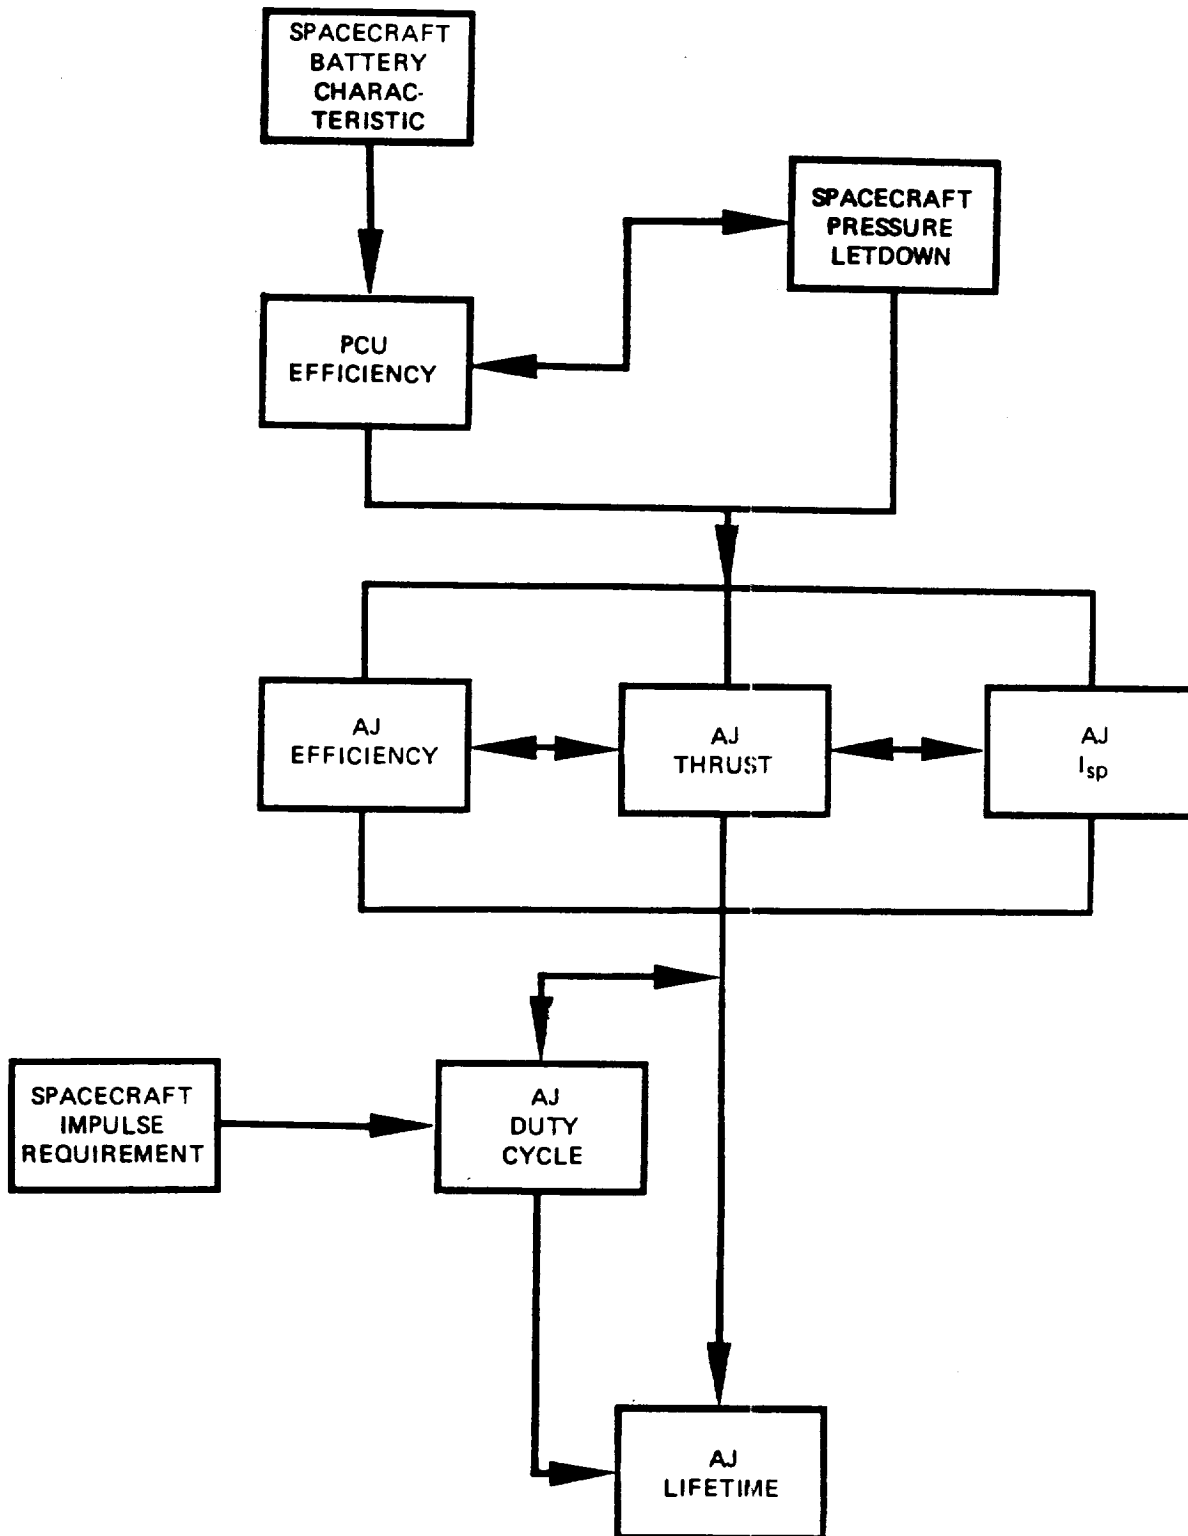 SPACECRAFT
BATTERY
CHARAC-
TERISTIC
SPACECRAFT
PRESSURE
LETDOWN
PCU
EFFICIENCY
AJ
EFFICIENCY
AJ
THRUST
AJ
Isp
SPACECRAFT
IMPULSE
REQUIREMENT
AJ
DUTY
CYCLE
AJ
LIFETIME